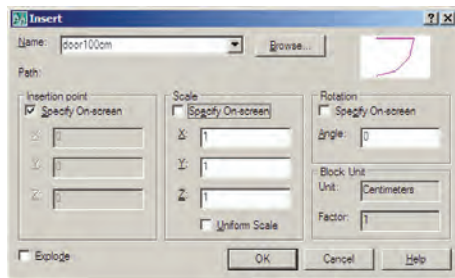 Insert
Name: door100cm Browse...
Path:
Insertion point Scale Rotation
Specify On-screen Specify On-screen Specify On-screen
X: 0 X: 1 Angle: 0
Y: 0 Y: 1
Z: 0 Z: 1
Block Unit
Unit: Centimeters
Factor: 1
Uniform Scale
Explode OK Cancel Help